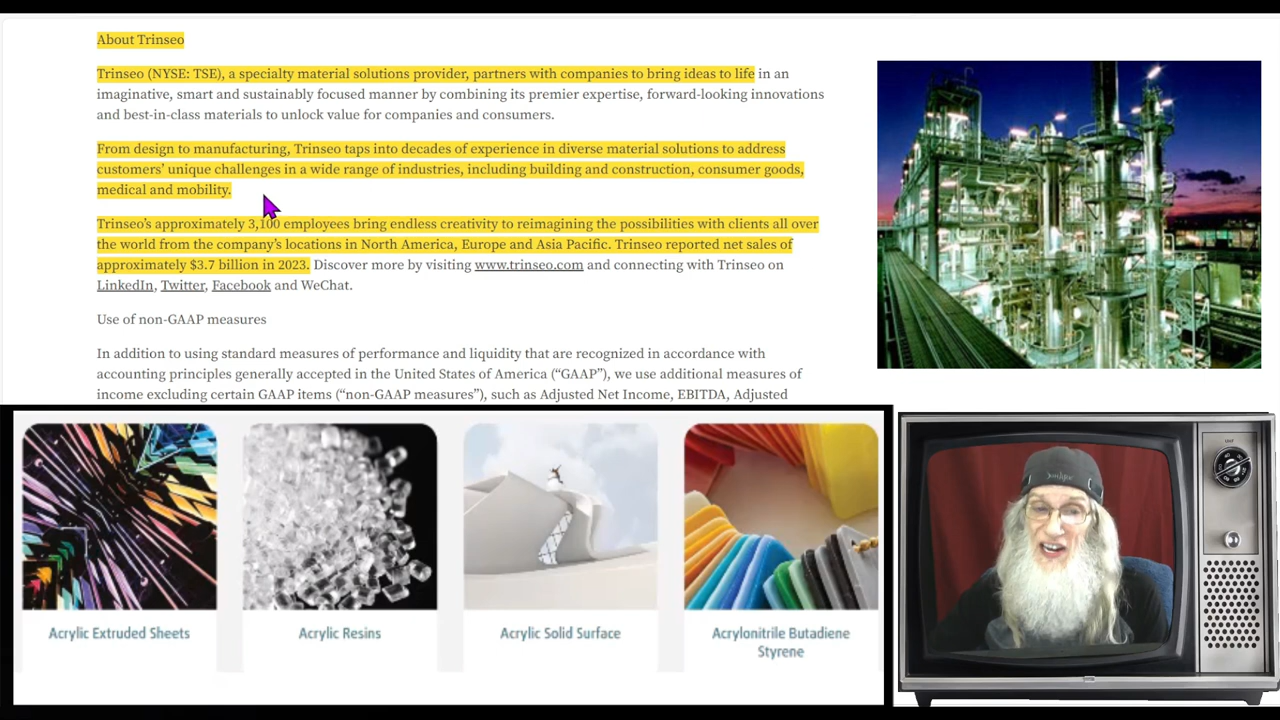 About Trinseo
Trinseo (NYSE: TSE), a specialty material solutions provider, partners with companies to bring ideas to life in an
imaginative, smart and sustainably focused manner by combining its premier expertise, forward-looking innovations
and best-in-class materials to unlock value for companies and consumers.
From design to manufacturing, Trinseo taps into decades of experience in diverse material solutions to address
customers’ unique challenges in a wide range of industries, including building and construction, consumer goods,
medical and mobility.
Trinseo’s approximately 3,100 employees bring endless creativity to reimagining the possibilities with clients all over
the world from the company’s locations in North America, Europe and Asia Pacific. Trinseo reported net sales of
approximately $3.7 billion in 2023. Discover more by visiting www.trinseo.com and connecting with Trinseo on
LinkedIn, Twitter, Facebook and WeChat.
Use of non-GAAP measures
In addition to using standard measures of performance and liquidity that are recognized in accordance with
accounting principles generally accepted in the United States of America (“GAAP”), we use additional measures of
income excluding certain GAAP items (“non-GAAP measures”), such as Adjusted Net Income, EBITDA, Adjusted
Acrylic Extruded Sheets
Acrylic Resins
Acrylic Solid Surface
Acrylonitrile Butadiene
Styrene